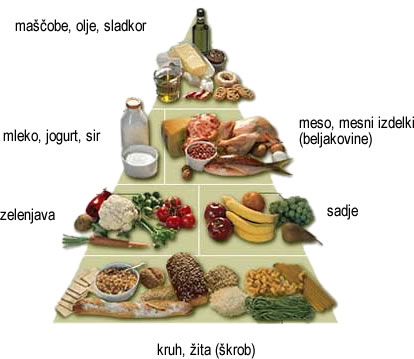 maščobe, olje, sladkor
mleko, jogurt, sir
meso, mesni izdelki
(beljakovine)
zelenjava
sadje
kruh, žita (škrob)